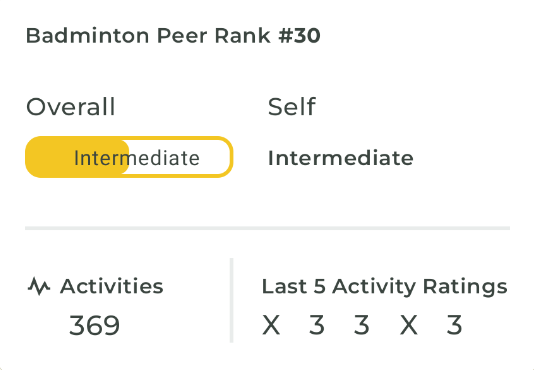 Badminton Peer Rank #30
Overall
Self
Intermediate
Intermediate
Activities
Last 5 Activity Ratings
369
X 3 3 X 3